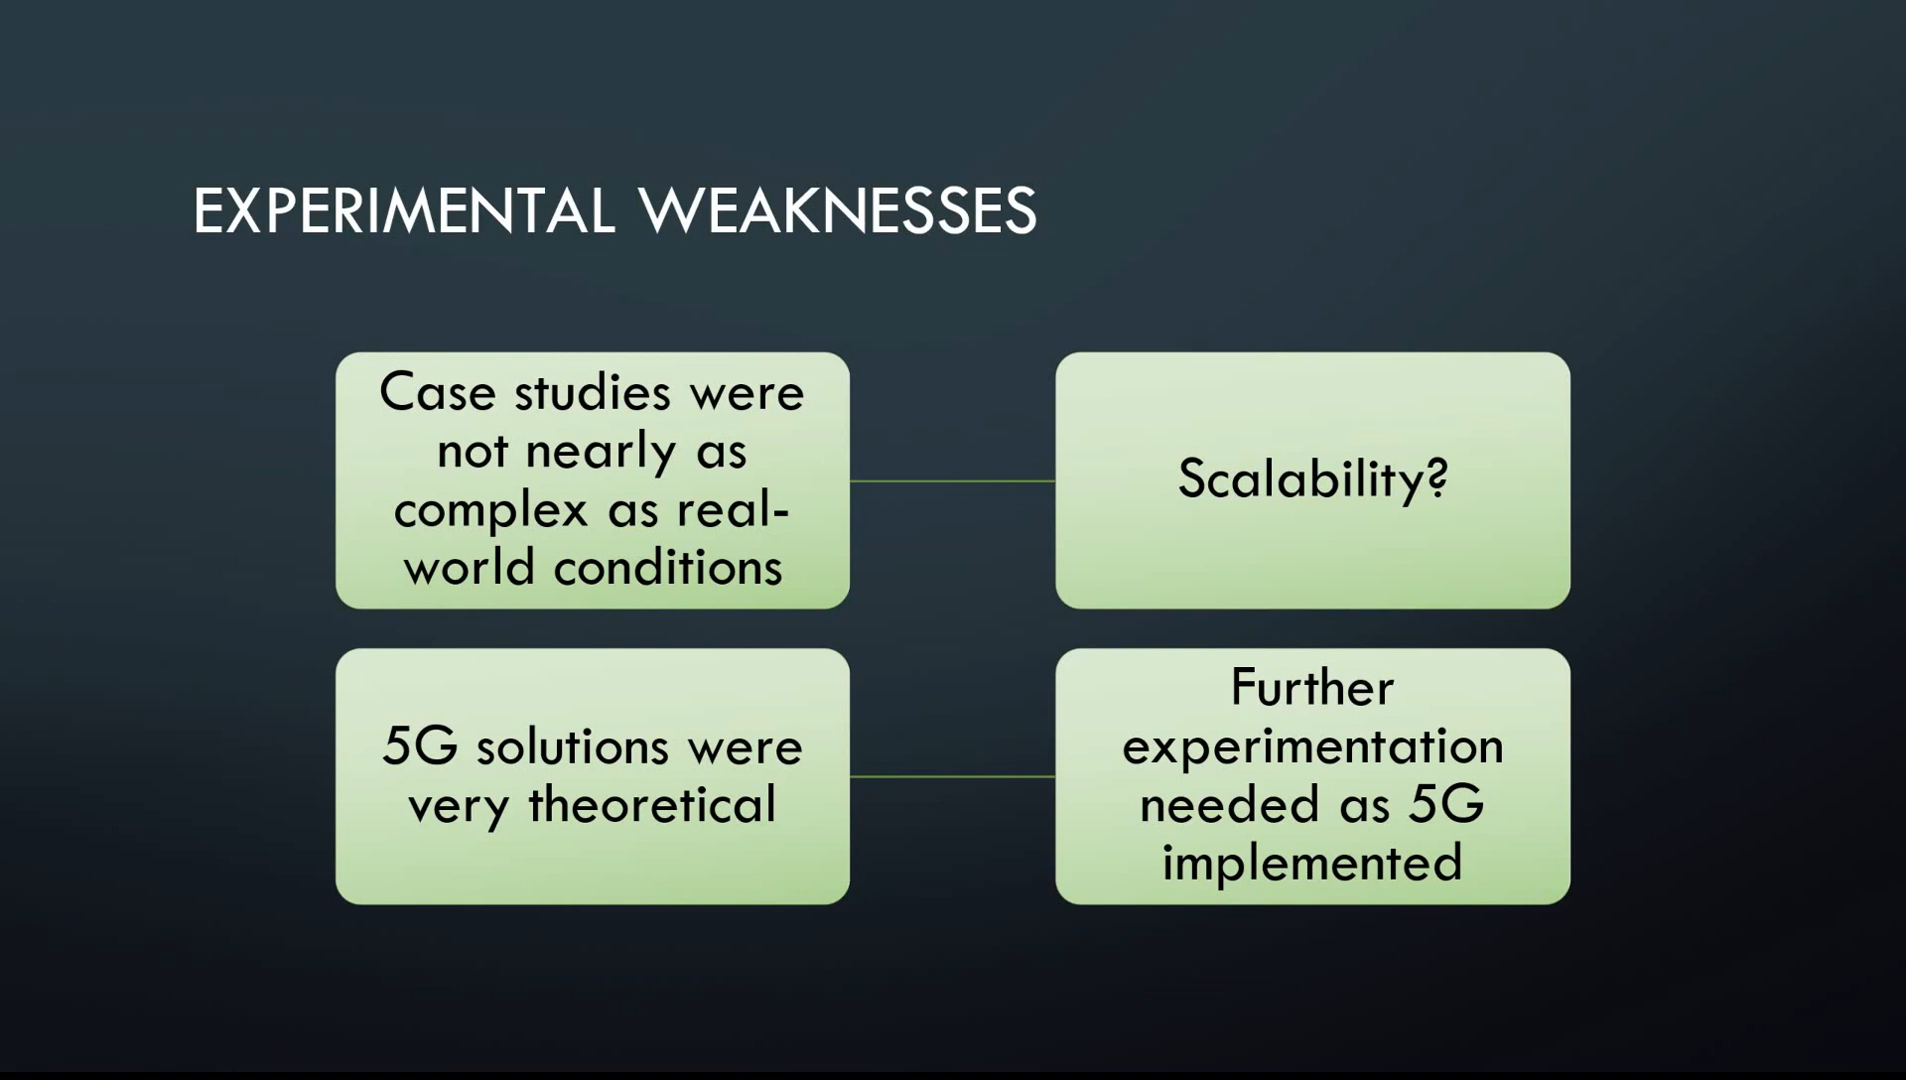 EXPERIMENTAL WEAKNESSES
Case studies were
not nearly as
complex as real-
world conditions
Scalability?
5G solutions were
very theoretical
Further
experimentation
needed as 5G
implemented